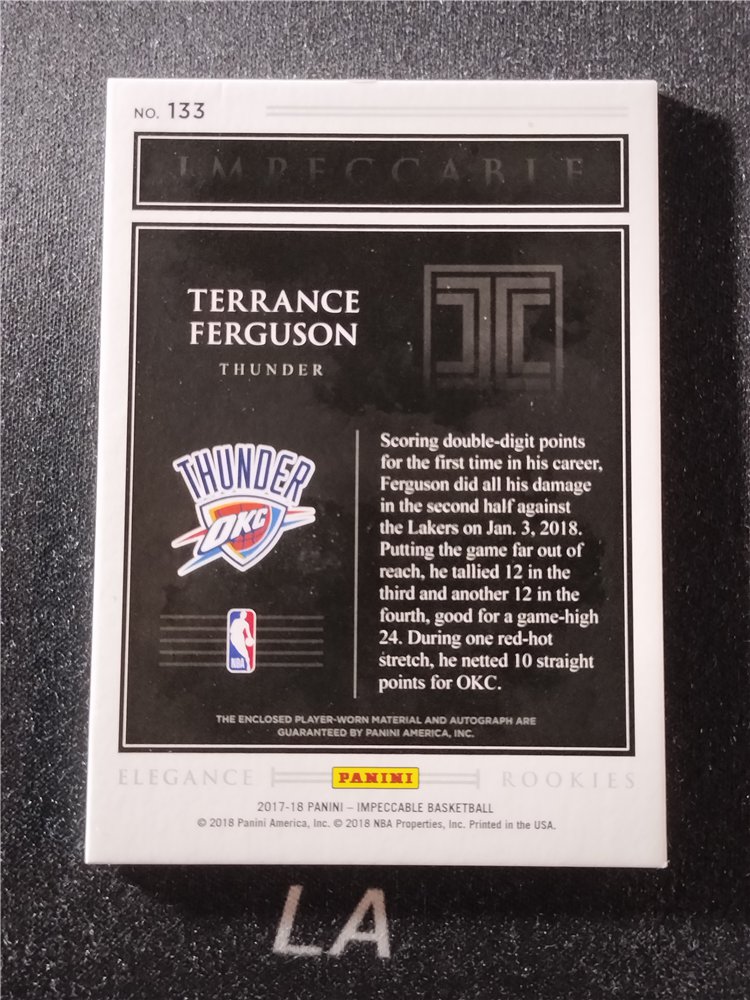 NO. 133
IMPECCABLE
TERRANCE
FERGUSON
THUNDER
THUNDER
OKC
Scoring double-digit points
for the first time in his career,
Ferguson did all his damage
in the second half against
the Lakers on Jan. 3, 2018.
Putting the game far out of
reach, he tallied 12 in the
third and another 12 in the
fourth, good for a game-high
24. During one red-hot
stretch, he netted 10 straight
points for OKC.
NBA
THE ENCLOSED PLAYER-WORN MATERIAL AND AUTOGRAPH ARE
GUARANTEED BY PANINI AMERICA, INC.
ELEGANCE PANINI ROOKIES
2017-18 PANINI – IMPECCABLE BASKETBALL
© 2018 Panini America, Inc. © 2018 NBA Properties, Inc. Printed in the USA.
LA